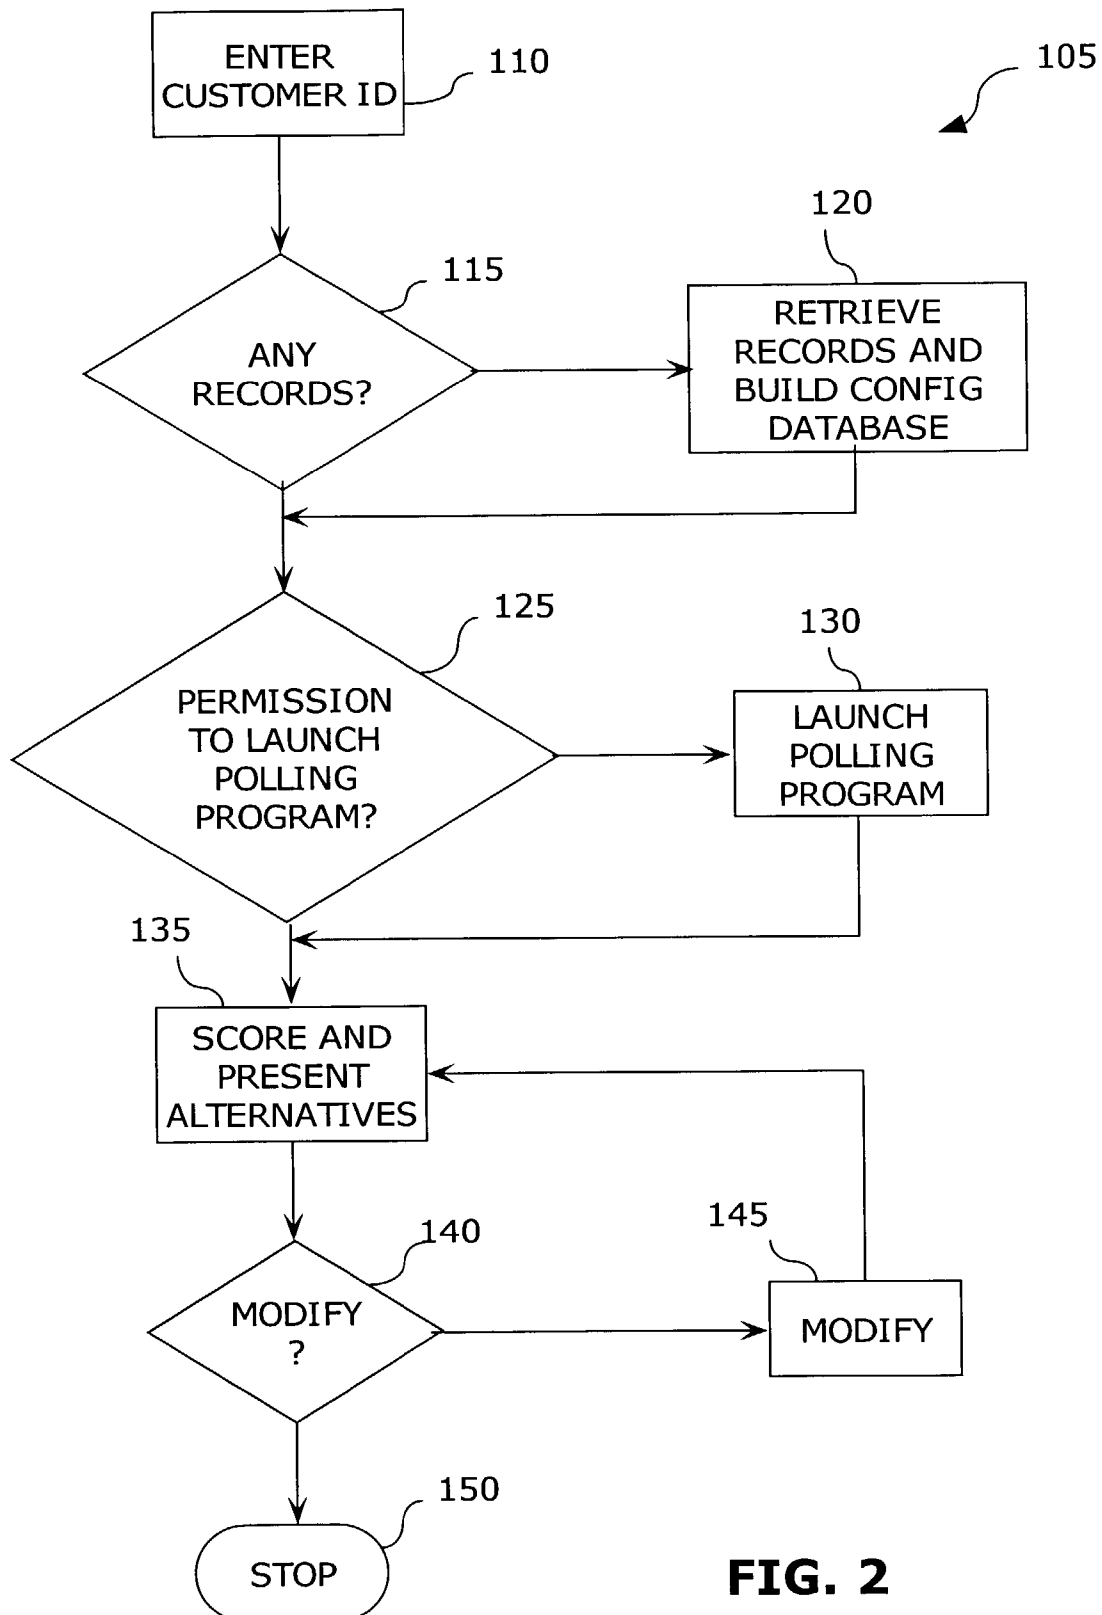 ENTER
CUSTOMER ID
110
105
115
120
ANY
RECORDS?
RETRIEVE
RECORDS AND
BUILD CONFIG
DATABASE
125
130
PERMISSION
TO LAUNCH
POLLING
PROGRAM?
LAUNCH
POLLING
PROGRAM
135
SCORE AND
PRESENT
ALTERNATIVES
140
145
MODIFY
?
MODIFY
150
STOP
FIG. 2